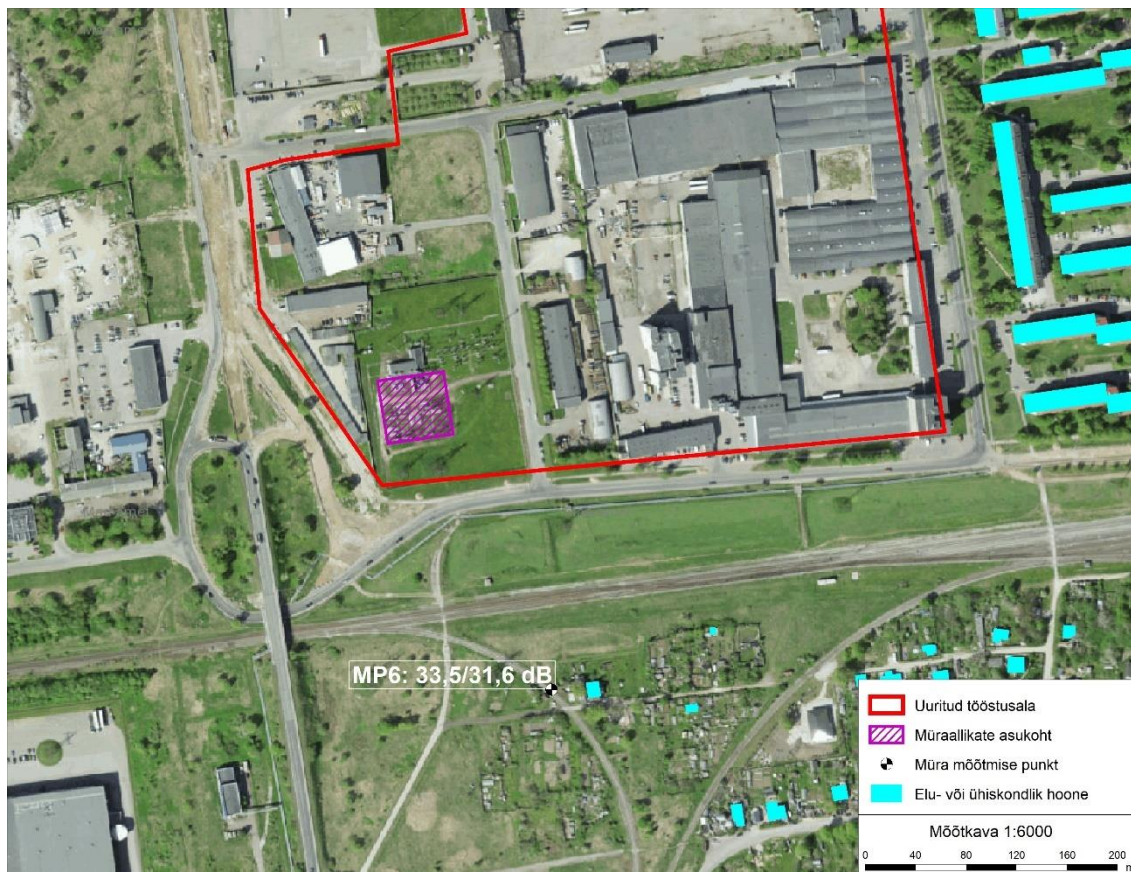 MP6: 33,5/31,6 dB
Uuritud tööstusala
Müraallikate asukoht
Müra mõõtmise punkt
Elu- või ühiskondlik hoone
Mõõtkava 1:6000
0 40 80 120 160 200
m